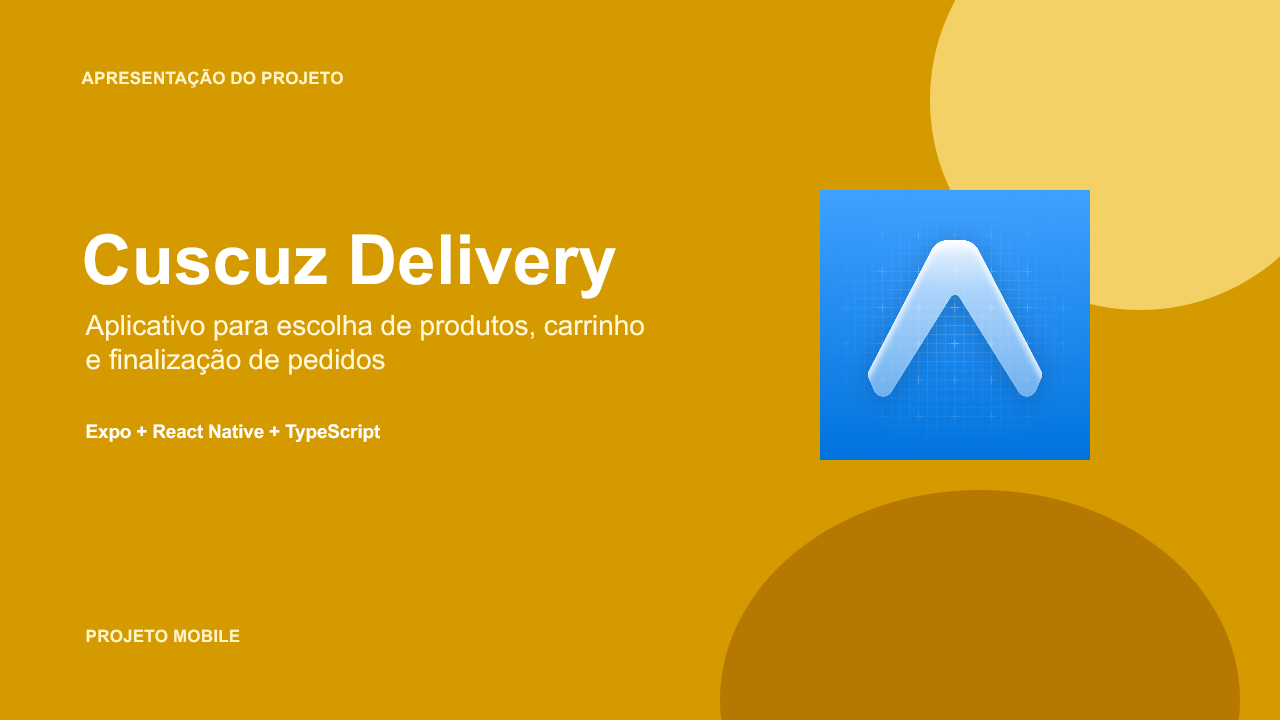 APRESENTAÇÃO DO PROJETO
Cuscuz Delivery
Aplicativo para escolha de produtos, carrinho
e finalização de pedidos
Expo + React Native + TypeScript
PROJETO MOBILE